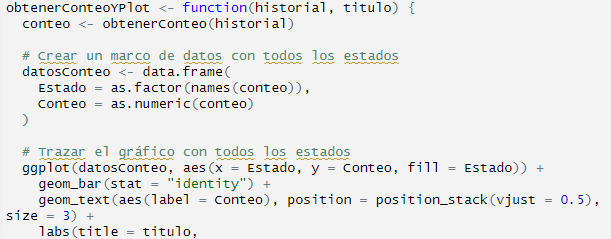 obtenerConteoYPlot <- function(historial, titulo) {
  conteo <- obtenerConteo(historial)
  # Crear un marco de datos con todos los estados
  datosConteo <- data.frame(
    Estado = as.factor(names(conteo)),
    Conteo = as.numeric(conteo)
  )
  # Trazar el gráfico con todos los estados
  ggplot(datosConteo, aes(x = Estado, y = Conteo, fill = Estado)) +
    geom_bar(stat = "identity") +
    geom_text(aes(label = Conteo), position = position_stack(vjust = 0.5),
size = 3) +
    labs(title = titulo,